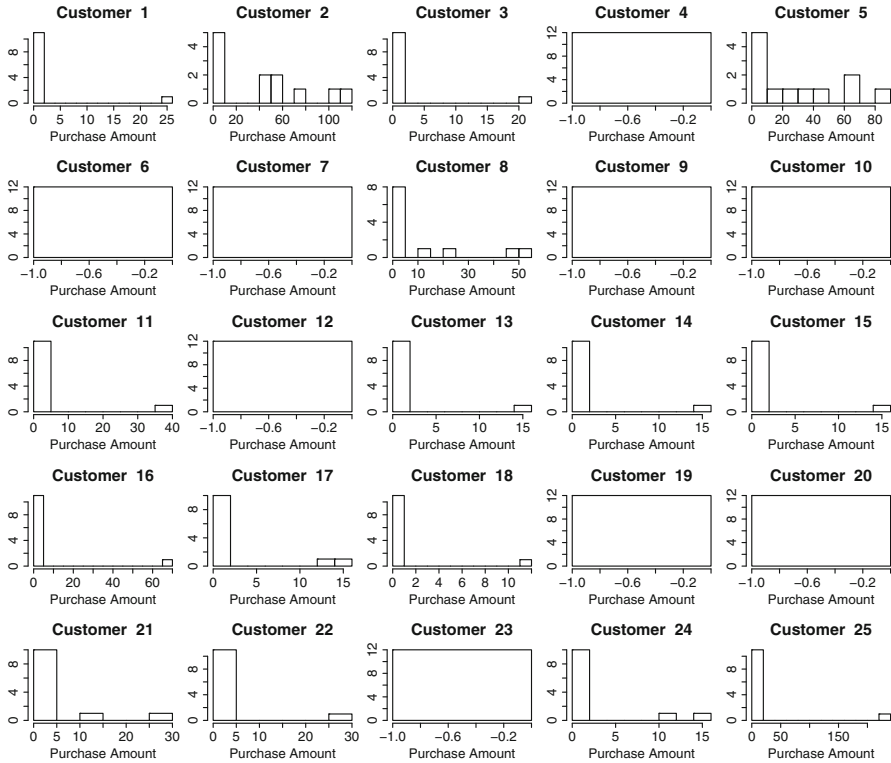 Customer 1 Customer 2 Customer 3 Customer 4 Customer 5
0 4 8 0 2 4 0 4 8 0 4 8 12 0 2 4
0 5 10 15 20 25 0 20 60 100 0 5 10 15 20 −1.0 −0.6 −0.2 0 20 40 60 80
Purchase Amount Purchase Amount Purchase Amount Purchase Amount Purchase Amount
Customer 6 Customer 7 Customer 8 Customer 9 Customer 10
0 4 8 12 0 4 8 12 0 4 8 0 4 8 12 0 4 8 12
−1.0 −0.6 −0.2 −1.0 −0.6 −0.2 0 10 30 50 −1.0 −0.6 −0.2 −1.0 −0.6 −0.2
Purchase Amount Purchase Amount Purchase Amount Purchase Amount Purchase Amount
Customer 11 Customer 12 Customer 13 Customer 14 Customer 15
0 4 8 0 4 8 12 0 4 8 0 4 8 0 4 8
0 10 20 30 40 −1.0 −0.6 −0.2 0 5 10 15 0 5 10 15 0 5 10 15
Purchase Amount Purchase Amount Purchase Amount Purchase Amount Purchase Amount
Customer 16 Customer 17 Customer 18 Customer 19 Customer 20
0 4 8 0 4 8 0 4 8 0 4 8 12 0 4 8 12
0 20 40 60 0 5 10 15 0 2 4 6 8 10 −1.0 −0.6 −0.2 −1.0 −0.6 −0.2
Purchase Amount Purchase Amount Purchase Amount Purchase Amount Purchase Amount
Customer 21 Customer 22 Customer 23 Customer 24 Customer 25
0 4 8 0 4 8 0 4 8 12 0 4 8 0 4 8
0 5 10 20 30 0 5 10 20 30 −1.0 −0.6 −0.2 0 5 10 15 0 50 150
Purchase Amount Purchase Amount Purchase Amount Purchase Amount Purchase Amount